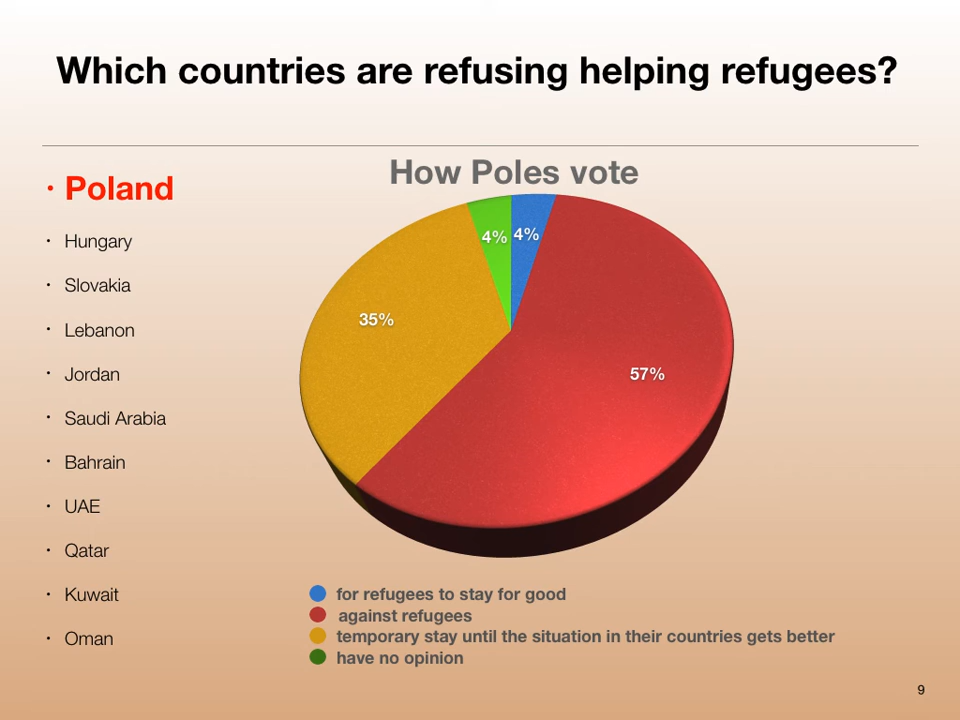 Which countries are refusing helping refugees?
• Poland
• Hungary
• Slovakia
• Lebanon
• Jordan
• Saudi Arabia
• Bahrain
• UAE
• Qatar
• Kuwait
• Oman
How Poles vote
4%
4%
35%
57%
for refugees to stay for good
against refugees
temporary stay until the situation in their countries gets better
have no opinion
9